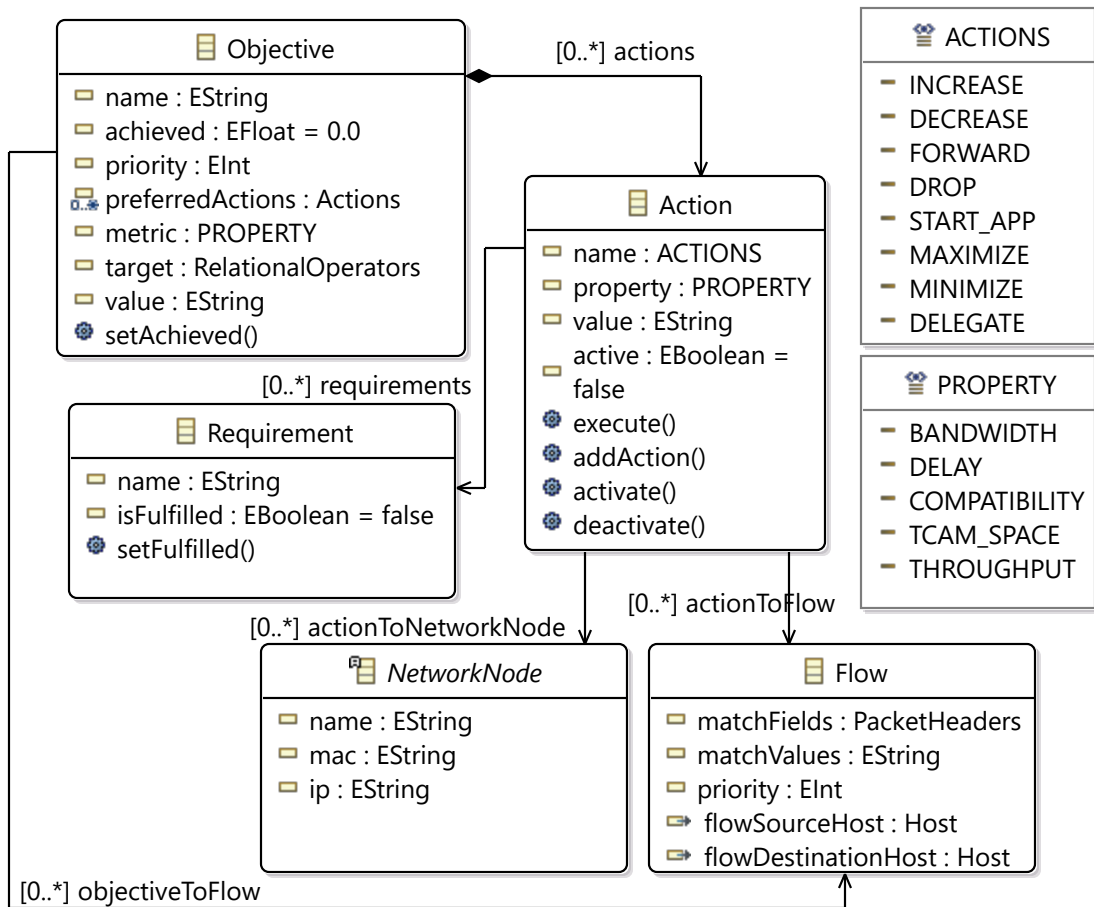 Objective
name : EString
achieved : EFloat = 0.0
priority : EInt
0..* preferredActions : Actions
metric : PROPERTY
target : RelationalOperators
value : EString
setAchieved()
[0..*] actions
ACTIONS
INCREASE
DECREASE
FORWARD
DROP
START_APP
MAXIMIZE
MINIMIZE
DELEGATE
Action
name : ACTIONS
property : PROPERTY
value : EString
active : EBoolean =
false
execute()
addAction()
activate()
deactivate()
[0..*] requirements
PROPERTY
BANDWIDTH
DELAY
COMPATIBILITY
TCAM_SPACE
THROUGHPUT
Requirement
name : EString
isFulfilled : EBoolean = false
setFulfilled()
[0..*] actionToNetworkNode
[0..*] actionToFlow
NetworkNode
name : EString
mac : EString
ip : EString
Flow
matchFields : PacketHeaders
matchValues : EString
priority : EInt
flowSourceHost : Host
flowDestinationHost : Host
[0..*] objectiveToFlow